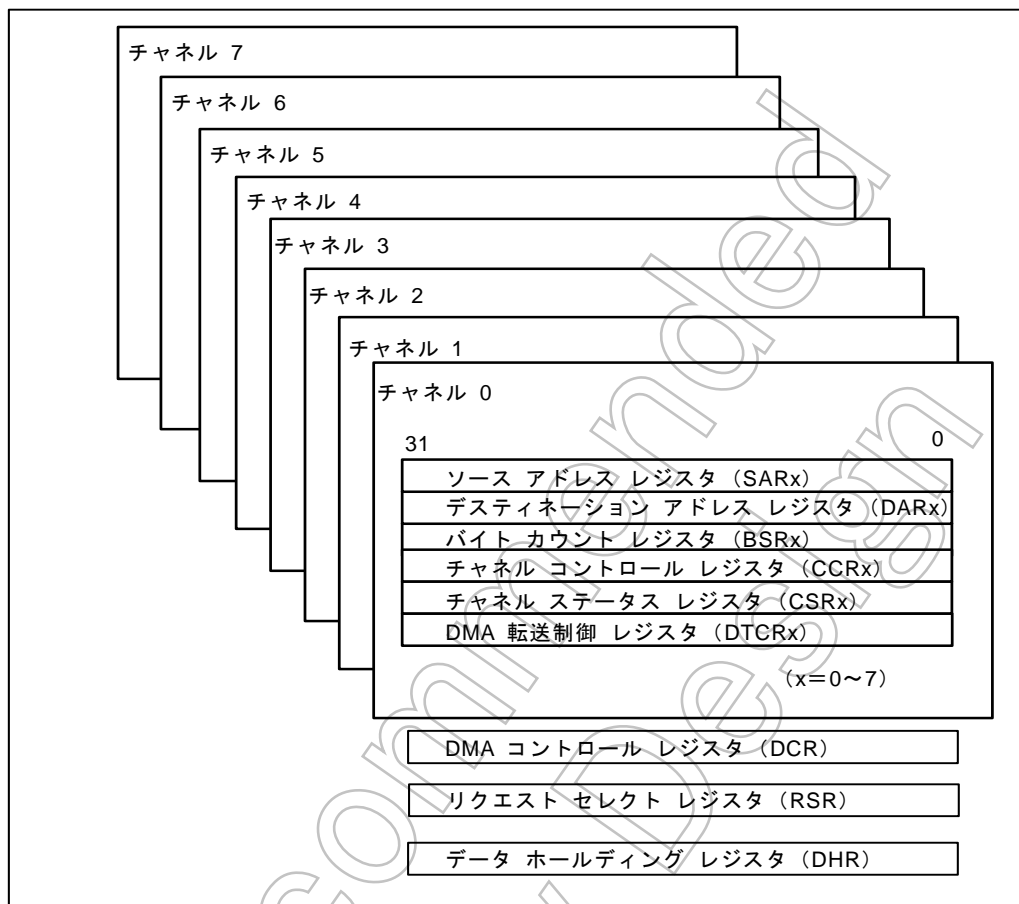 チャネル 7
チャネル 6
チャネル 5
チャネル 4
チャネル 3
チャネル 2
チャネル 1
チャネル 0
31 0
ソース アドレス レジスタ (SARx)
デスティネーション アドレス レジスタ (DARx)
バイト カウント レジスタ (BSRx)
チャネル コントロール レジスタ (CCRx)
チャネル ステータス レジスタ (CSRx)
DMA 転送制御 レジスタ (DTCRx)
(x=0~7)
DMA コントロール レジスタ (DCR)
リクエスト セレクト レジスタ (RSR)
データ ホールディング レジスタ (DHR)
commended
Design